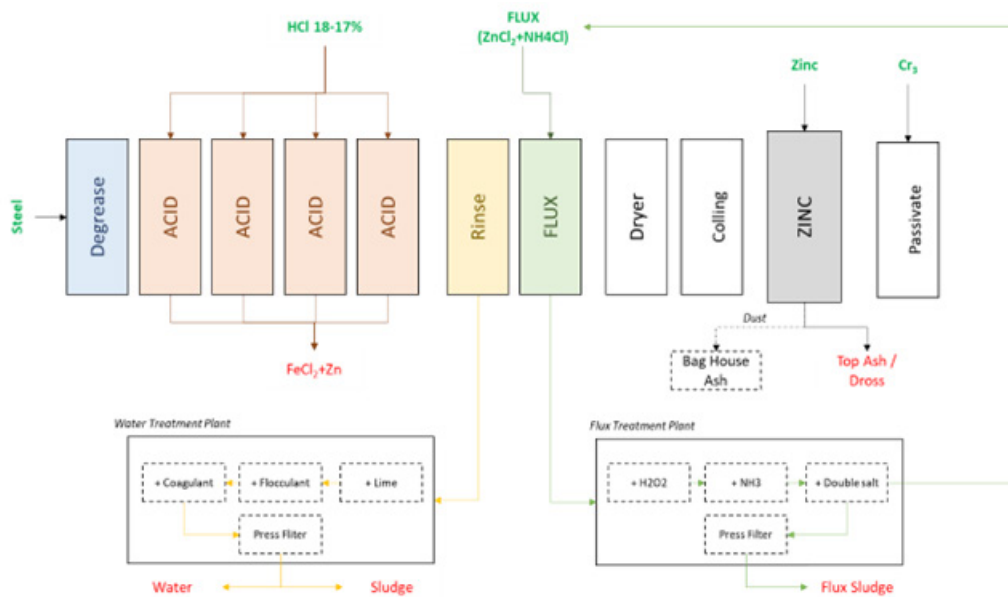 HCl 18-17%
FLUX
(ZnCl₂+NH4Cl)
Zinc
Cr₃
Steel
Degrease
ACID
ACID
ACID
ACID
Rinse
FLUX
Dryer
Colling
ZINC
Passivate
Dust
FeCl₂+Zn
Bag House
Ash
Top Ash /
Dross
Water Treatment Plant
+ Coagulant
+ Flocculant
+ Lime
Press Fliter
Water
Sludge
Flux Treatment Plant
+ H2O2
+ NH3
+ Double salt
Press Filter
Flux Sludge